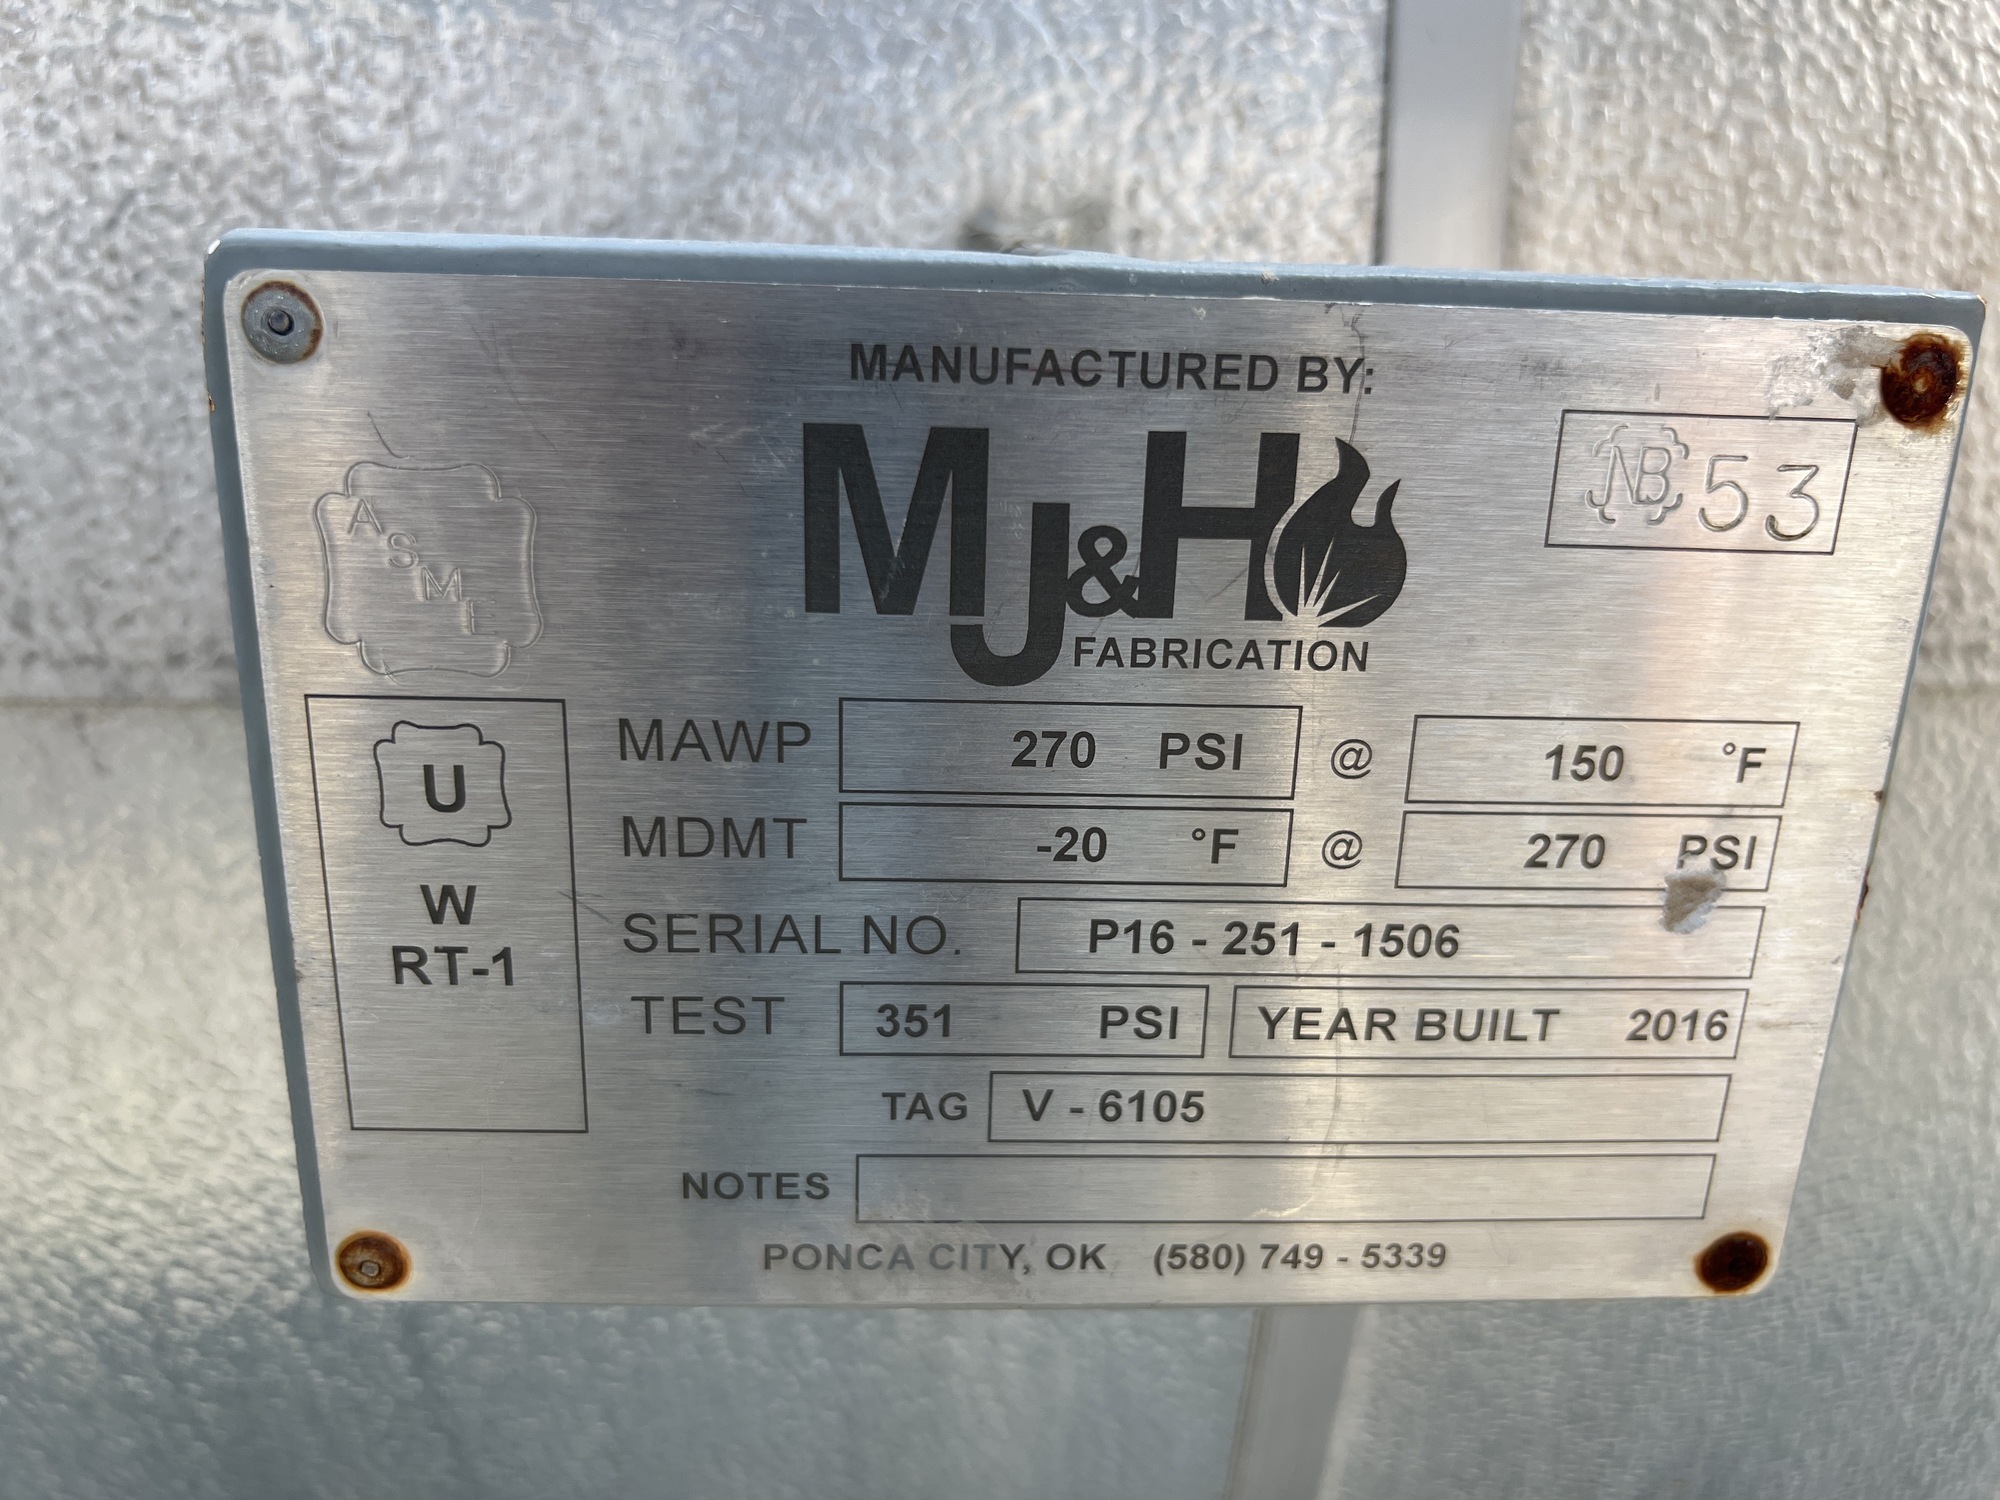 MANUFACTURED BY:
MJ&H
FABRICATION
NB 53
ASME
U
W
RT-1
MAWP 270 PSI @ 150 °F
MDMT -20 °F @ 270 PSI
SERIAL NO. P16 - 251 - 1506
TEST 351 PSI YEAR BUILT 2016
TAG V - 6105
NOTES
PONCA CITY, OK (580) 749 - 5339